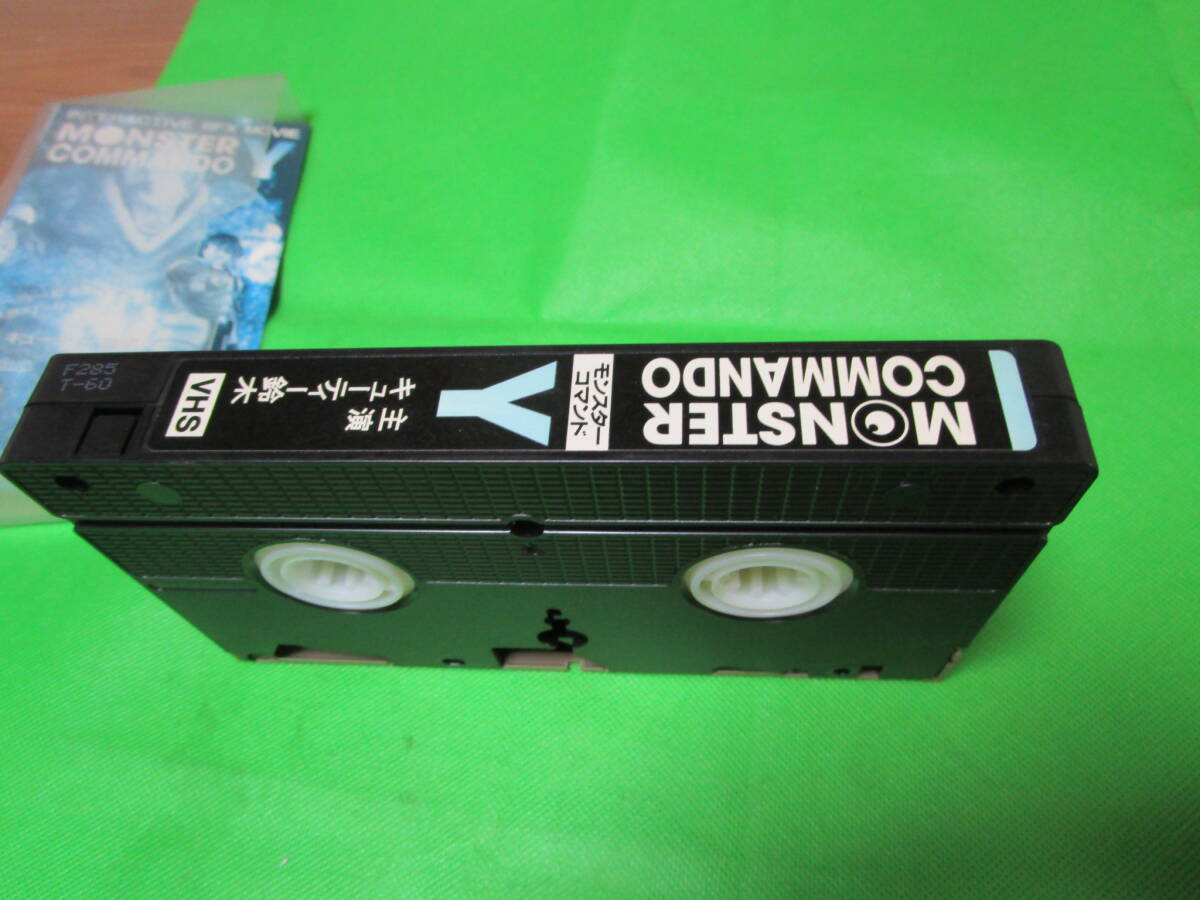 INTERACTIVE SFX MOVIE
MONSTER
COMMANDO
Y
MONSTER
COMMANDO
モンスター
コマンド
Y
主演
キューティー鈴木
VHS
F285
T-60